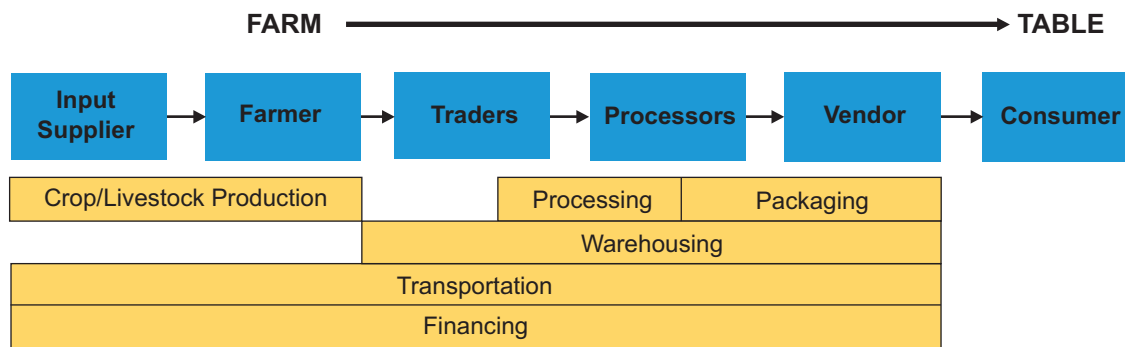 FARM TABLE
Input
Supplier
Farmer
Traders
Processors
Vendor
Consumer
Crop/Livestock Production
Processing
Packaging
Warehousing
Transportation
Financing